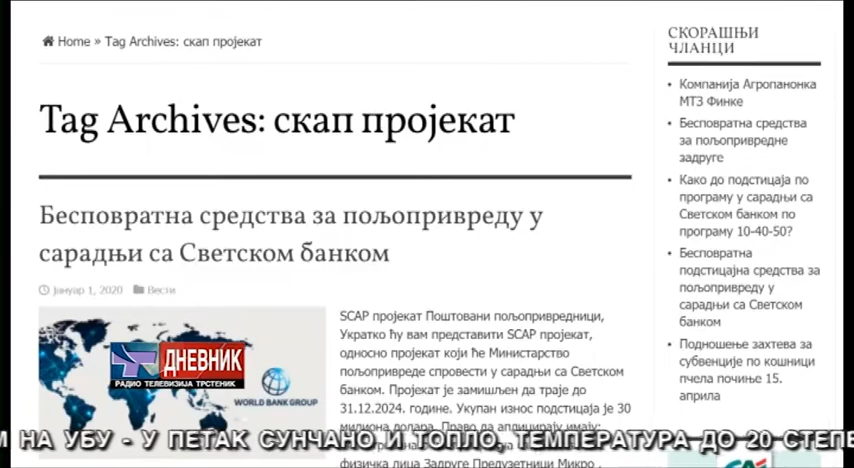 Home » Tag Archives: скап пројекат
Tag Archives: скап пројекат
Бесповратна средства за пољопривреду у
сарадњи са Светском банком
Јануар 1, 2020 Вести
SCAP пројекат Поштовани пољопривредници,
Укратко ћу вам представити SCAP пројекат,
односно пројекат који ће Министарство
пољопривреде спровести у сарадњи са Светском
банком. Пројекат је замишљен да траје до
31.12.2024. године. Укупан износ подстицаја је 30
милиона долара. Право да аплицирају имају:
физичка лица Задруге Предузетници Микро ,
ДНЕВНИК
РАДИО ТЕЛЕВИЗИЈА ТРСТЕНИК
WORLD BANK GROUP
СКОРАШЊИ
ЧЛАНЦИ
Компанија Агропанонка
МТЗ Финке
Бесповратна средства
за пољопривредне
задруге
Како до подстицаја по
програму у сарадњи са
Светском банком по
програму 10-40-50?
Бесповратна
подстицајна средства за
пољопривреду у
сарадњи са Светском
банком
Подношење захтева за
субвенције по кошници
пчела почиње 15.
априла
М НА УБУ - У ПЕТАК СУНЧАНО И ТОПЛО, ТЕМПЕРАТУРА ДО 20 СТЕПЕ